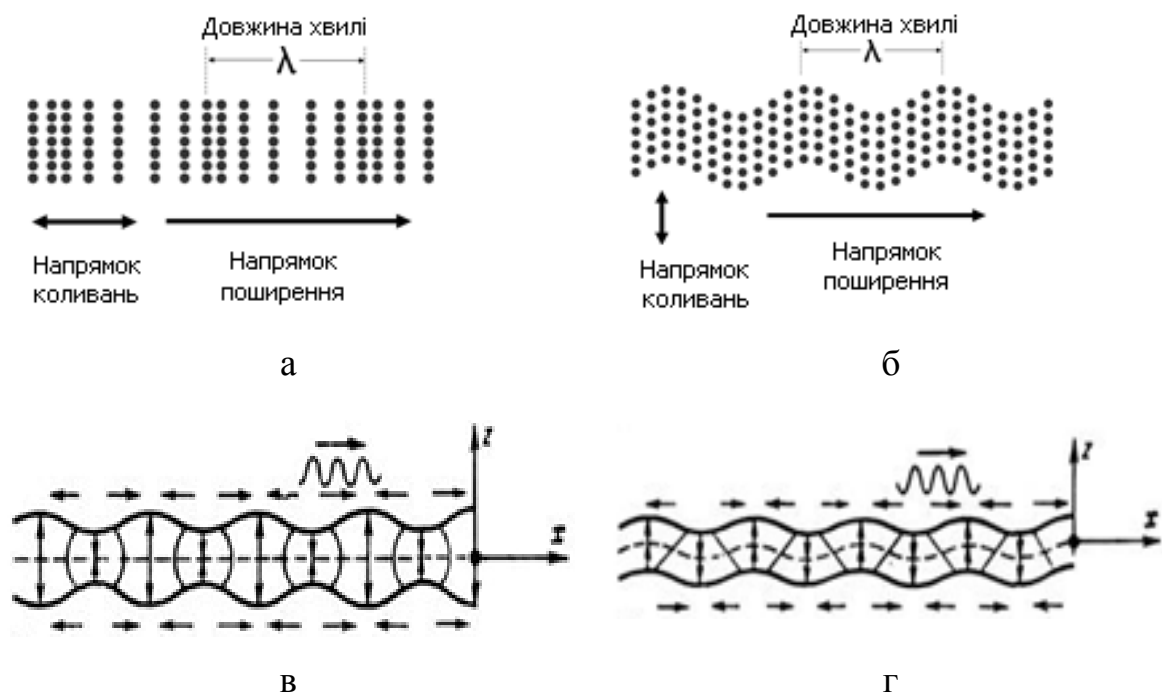 Довжина хвилі
λ
Напрямок
коливань
Напрямок
поширення
а
Довжина хвилі
λ
Напрямок
коливань
Напрямок
поширення
б
z
x
в
z
x
г